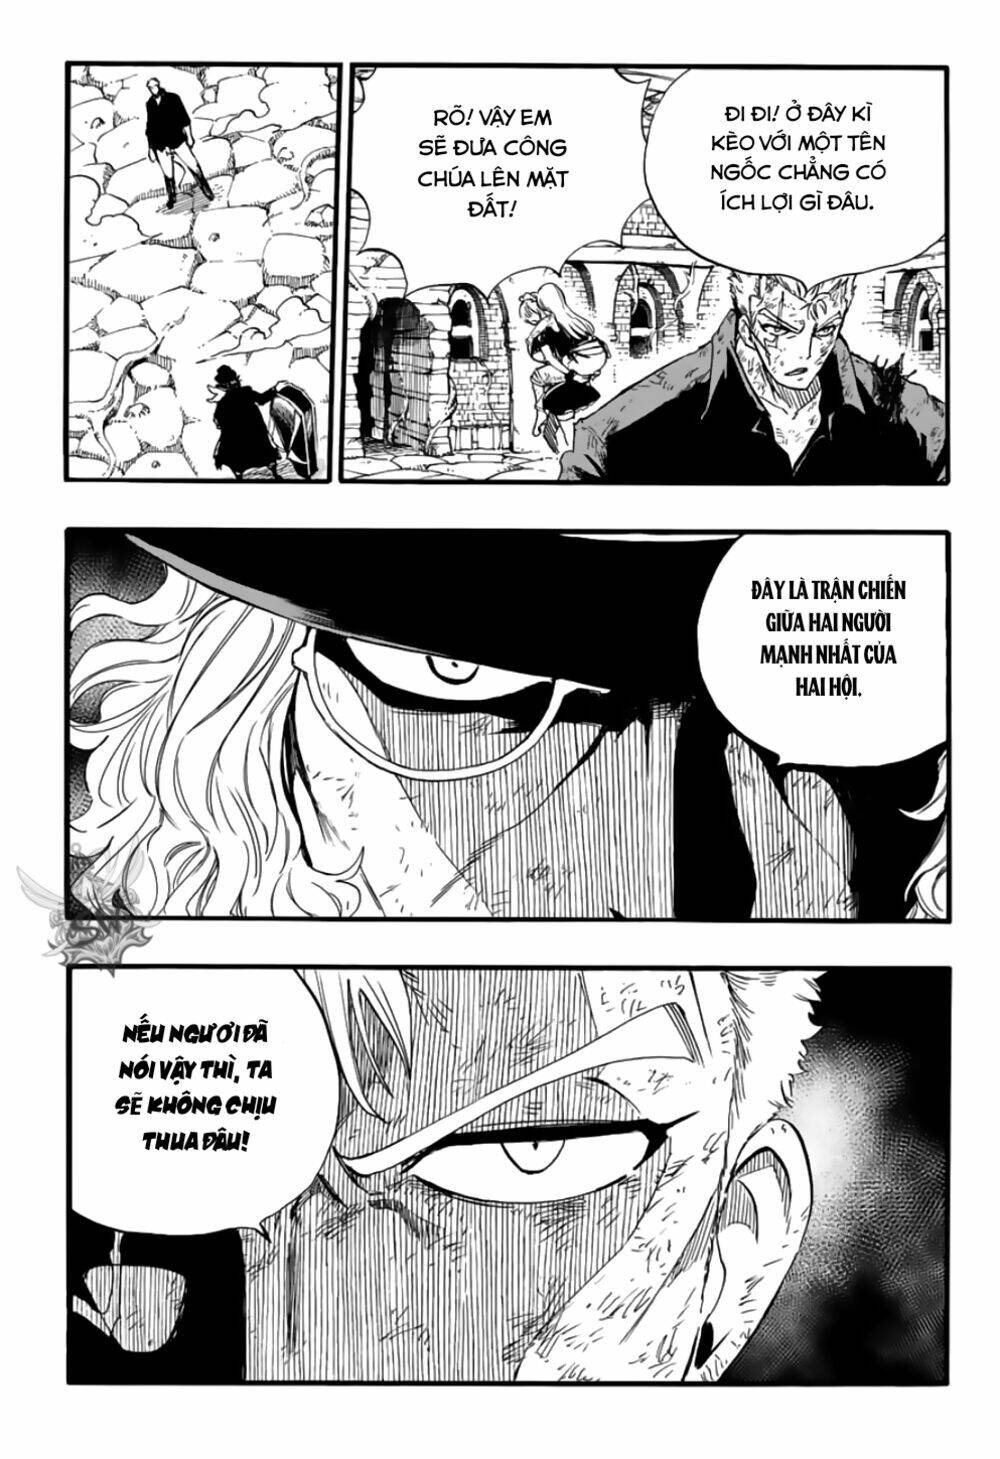 ĐI ĐI! Ở ĐÂY KÌ
KÈO VỚI MỘT TÊN
NGỐC CHẲNG CÓ
ÍCH LỢI GÌ ĐÂU.
RÕ! VẬY EM
SẼ ĐƯA CÔNG
CHÚA LÊN MẶT
ĐẤT!
ĐÂY LÀ TRẬN CHIẾN
GIỮA HAI NGƯỜI
MẠNH NHẤT CỦA
HAI HỘI.
NẾU NGƯƠI ĐÃ
NÓI VẬY THÌ, TA
SẼ KHÔNG CHỊU
THUA ĐÂU!